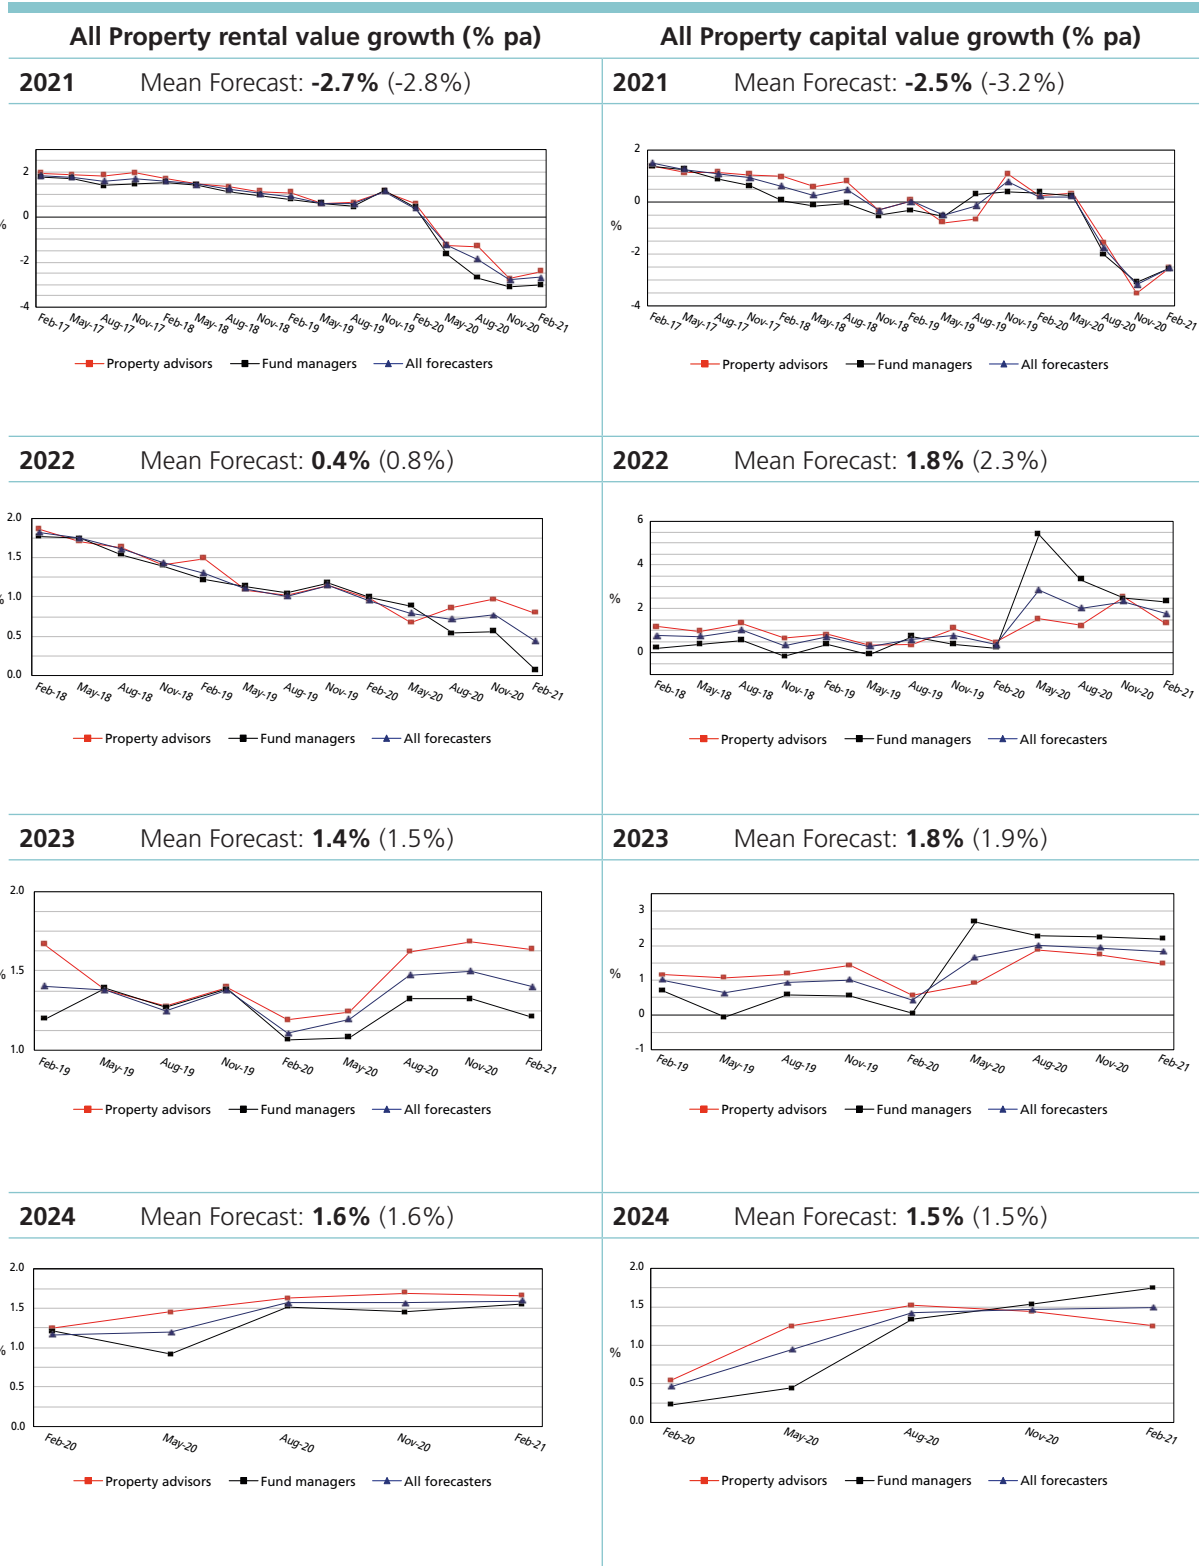 All Property rental value growth (% pa)
2021 Mean Forecast: -2.7% (-2.8%)
2
0
%
-2
-4
Feb-17 May-17 Aug-17 Nov-17 Feb-18 May-18 Aug-18 Nov-18 Feb-19 May-19 Aug-19 Nov-19 Feb-20 May-20 Aug-20 Nov-20 Feb-21
Property advisors Fund managers All forecasters
All Property capital value growth (% pa)
2021 Mean Forecast: -2.5% (-3.2%)
2
0
%
-2
-4
Feb-17 May-17 Aug-17 Nov-17 Feb-18 May-18 Aug-18 Nov-18 Feb-19 May-19 Aug-19 Nov-19 Feb-20 May-20 Aug-20 Nov-20 Feb-21
Property advisors Fund managers All forecasters
2022 Mean Forecast: 0.4% (0.8%)
2.0
1.5
1.0
%
0.5
0.0
Feb-18 May-18 Aug-18 Nov-18 Feb-19 May-19 Aug-19 Nov-19 Feb-20 May-20 Aug-20 Nov-20 Feb-21
Property advisors Fund managers All forecasters
2022 Mean Forecast: 1.8% (2.3%)
6
4
%
2
0
Feb-18 May-18 Aug-18 Nov-18 Feb-19 May-19 Aug-19 Nov-19 Feb-20 May-20 Aug-20 Nov-20 Feb-21
Property advisors Fund managers All forecasters
2023 Mean Forecast: 1.4% (1.5%)
2.0
1.5
%
1.0
Feb-19 May-19 Aug-19 Nov-19 Feb-20 May-20 Aug-20 Nov-20 Feb-21
Property advisors Fund managers All forecasters
2023 Mean Forecast: 1.8% (1.9%)
3
2
%
1
0
-1
Feb-19 May-19 Aug-19 Nov-19 Feb-20 May-20 Aug-20 Nov-20 Feb-21
Property advisors Fund managers All forecasters
2024 Mean Forecast: 1.6% (1.6%)
2.0
1.5
1.0
%
0.5
0.0
Feb-20 May-20 Aug-20 Nov-20 Feb-21
Property advisors Fund managers All forecasters
2024 Mean Forecast: 1.5% (1.5%)
2.0
1.5
1.0
%
0.5
0.0
Feb-20 May-20 Aug-20 Nov-20 Feb-21
Property advisors Fund managers All forecasters